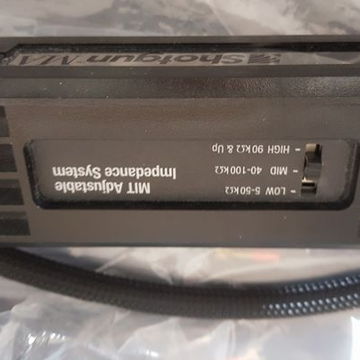 Shotgun MA
MIT Adjustable
Impedance System
LOW 5-50kΩ –
MID 40-100kΩ –
HIGH 90kΩ & Up –